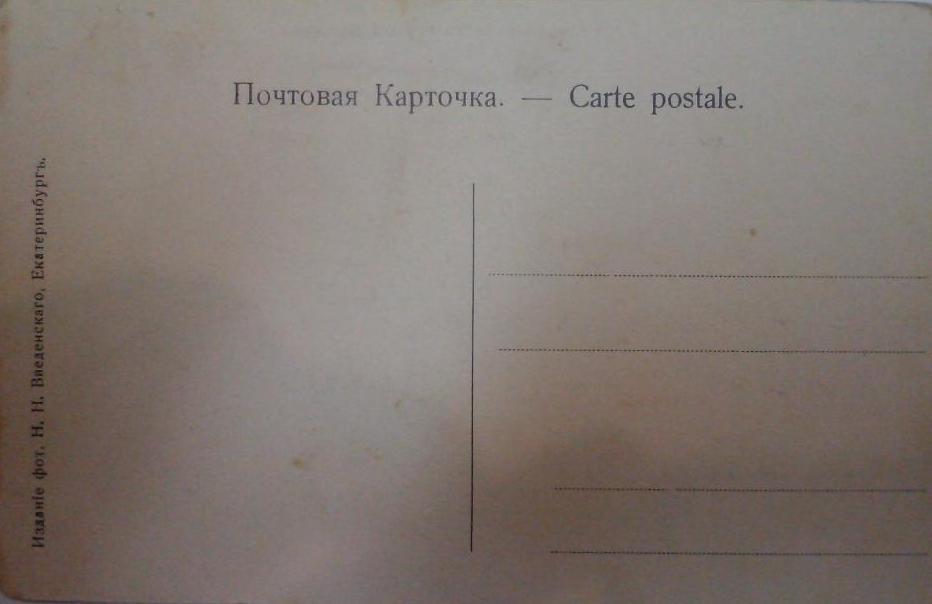 Почтовая Карточка. — Carte postale.
Изданіе фот. Н. Н. Введенскаго, Екатеринбургъ.